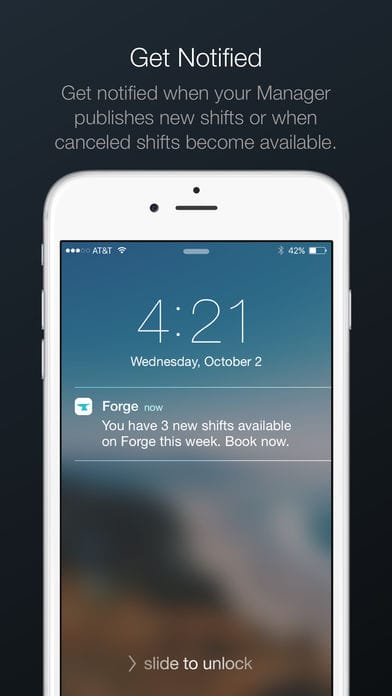 Get Notified
Get notified when your Manager
publishes new shifts or when
canceled shifts become available.
AT&T 42%
4:21
Wednesday, October 2
Forge now
You have 3 new shifts available
on Forge this week. Book now.
> slide to unlock